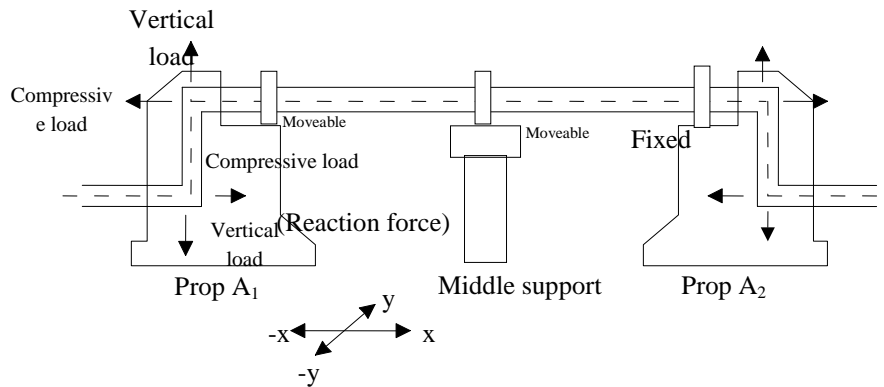 Vertical
load
Compressiv
e load
Moveable
Moveable
Fixed
Compressive load
(Reaction force)
Vertical
load
Prop A₁
Middle support
Prop A₂
y
-x
x
-y